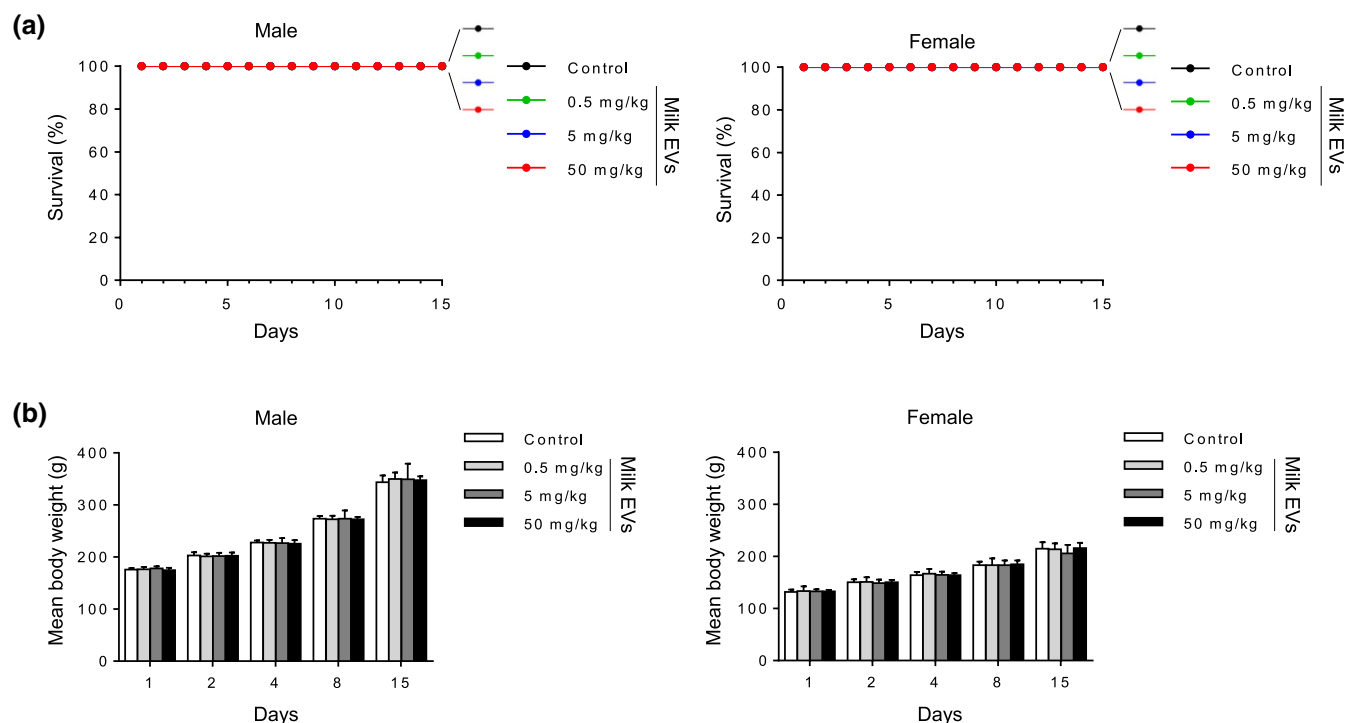 (a)
Male
Survival (%)
100
80
60
40
20
0
0 5 10 15
Days
Control
0.5 mg/kg
5 mg/kg
50 mg/kg
Milk EVs
Female
Survival (%)
100
80
60
40
20
0
0 5 10 15
Days
Control
0.5 mg/kg
5 mg/kg
50 mg/kg
Milk EVs
(b)
Male
Mean body weight (g)
400
300
200
100
0
1 2 4 8 15
Days
Control
0.5 mg/kg
5 mg/kg
50 mg/kg
Milk EVs
Female
Mean body weight (g)
400
300
200
100
0
1 2 4 8 15
Days
Control
0.5 mg/kg
5 mg/kg
50 mg/kg
Milk EVs